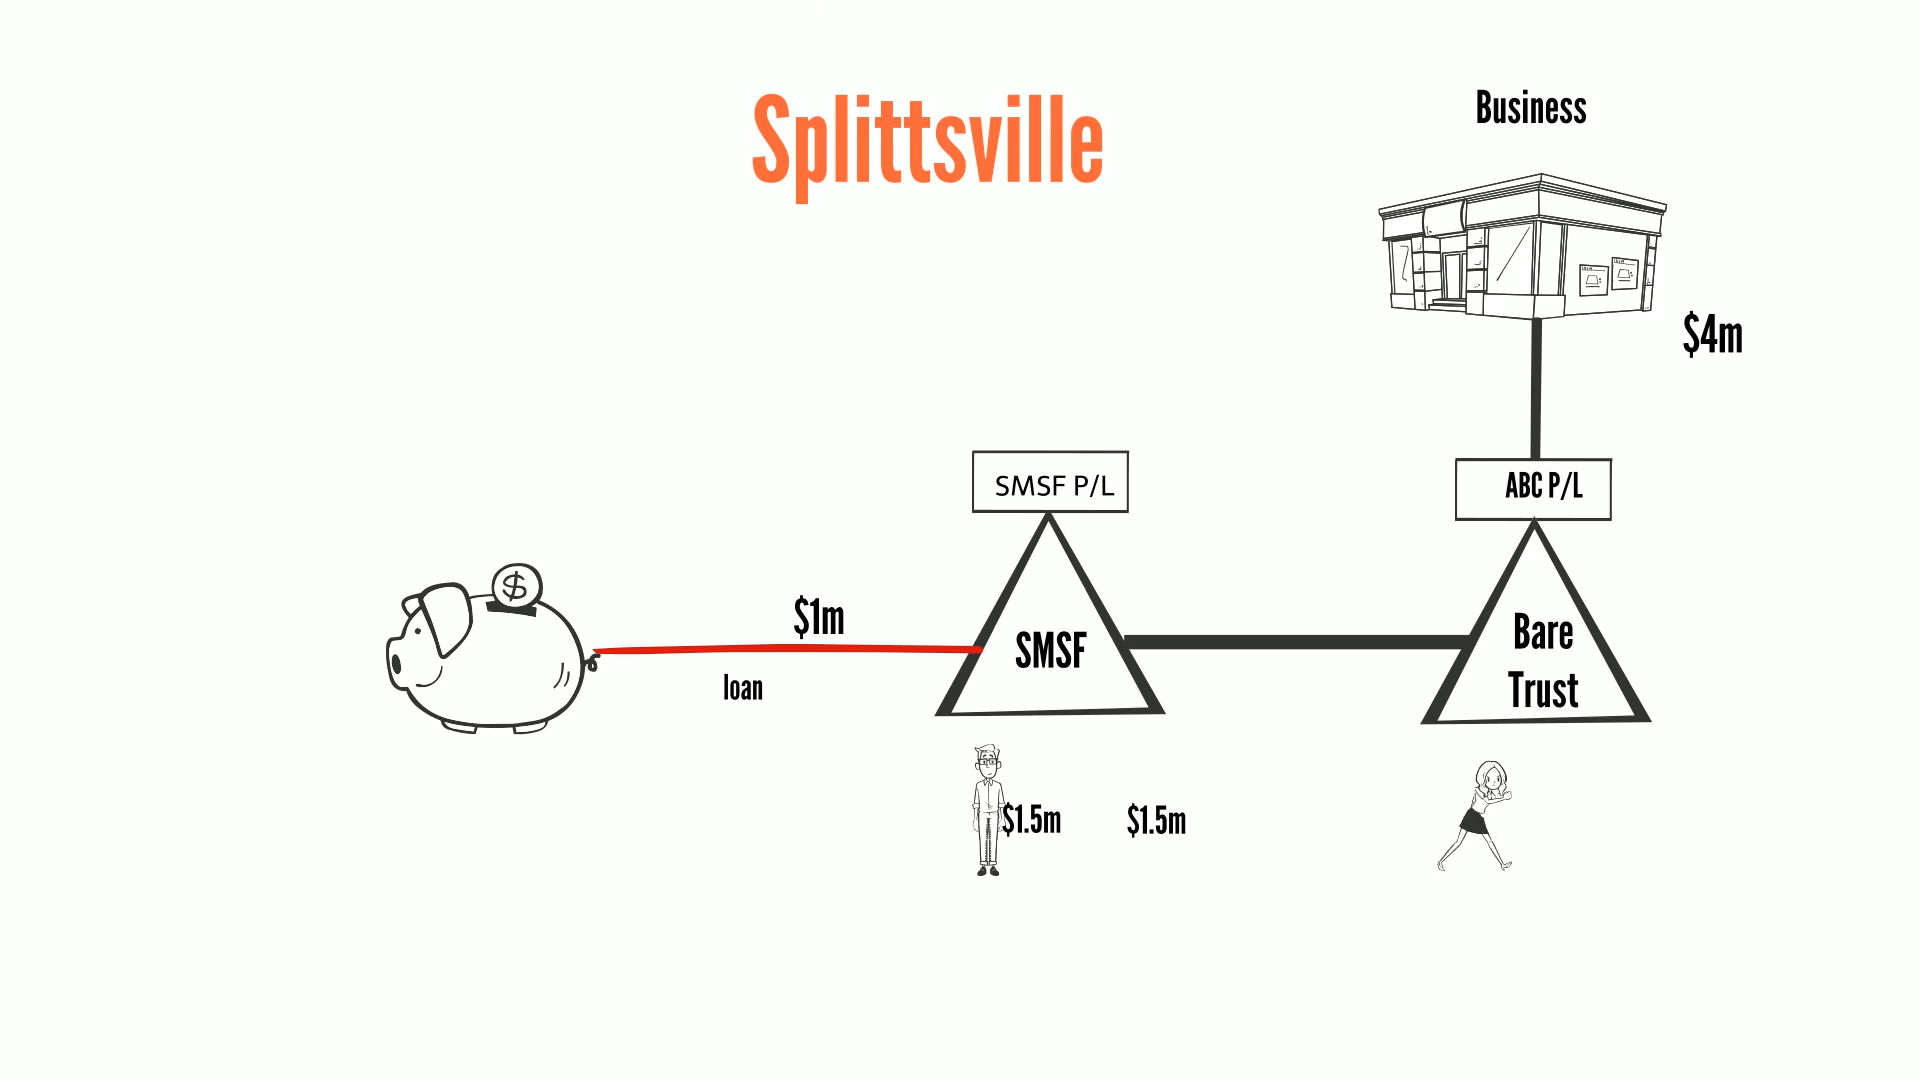 Splittsville
Business
$4m
SMSF P/L
ABC P/L
$
$1m
loan
SMSF
Bare
Trust
$1.5m
$1.5m